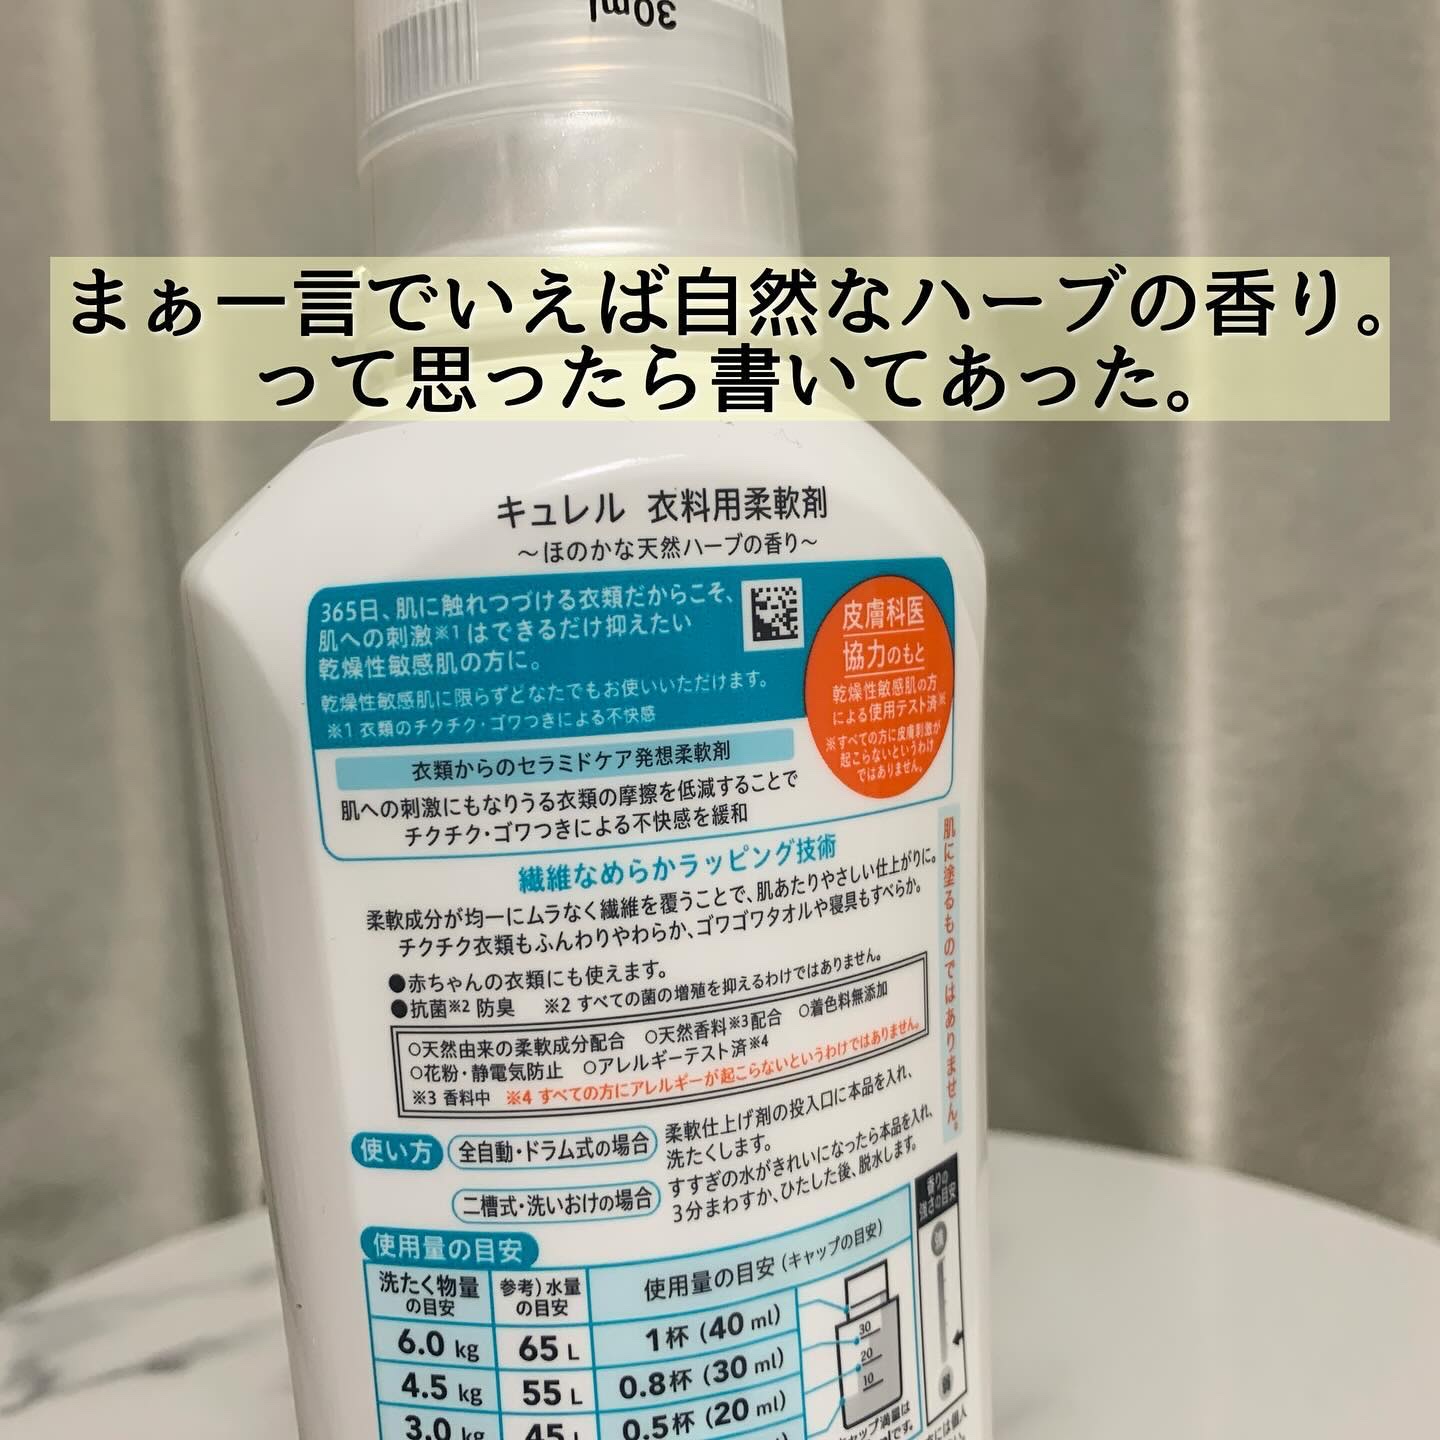 30ml
まぁ一言でいえば自然なハーブの香り。
って思ったら書いてあった。
キュレル 衣料用柔軟剤
～ほのかな天然ハーブの香り～
365日、肌に触れつづける衣類だからこそ、
肌への刺激※1はできるだけ抑えたい
乾燥性敏感肌の方に。
乾燥性敏感肌に限らずどなたでもお使いいただけます。
※1 衣類のチクチク・ゴワつきによる不快感
皮膚科医
協力のもと
乾燥性敏感肌の方
による使用テスト済※
※すべての方に皮膚刺激が
起こらないというわけ
ではありません。
衣類からのセラミドケア発想柔軟剤
肌への刺激にもなりうる衣類の摩擦を低減することで
チクチク・ゴワつきによる不快感を緩和
繊維なめらかラッピング技術
柔軟成分が均一にムラなく繊維を覆うことで、肌あたりやさしい仕上がりに。
チクチク衣類もふんわりやわらか、ゴワゴワタオルや寝具もすべらか。
肌に塗るものではありません。
●赤ちゃんの衣類にも使えます。
●抗菌※2 防臭 ※2 すべての菌の増殖を抑えるわけではありません。
○天然由来の柔軟成分配合 ○天然香料※3配合 ○着色料無添加
○花粉・静電気防止 ○アレルギーテスト済※4
※3 香料中 ※4 すべての方にアレルギーが起こらないというわけではありません。
使い方 全自動・ドラム式の場合 柔軟仕上げ剤の投入口に本品を入れ、
洗たくします。
二槽式・洗いおけの場合 すすぎの水がきれいになったら本品を入れ、
3分まわすか、ひたした後、脱水します。
使用量の目安
洗たく物量の目安 参考)水量の目安 使用量の目安(キャップの目安)
6.0 kg 65 L 1杯(40 ml)
4.5 kg 55 L 0.8杯(30 ml)
3.0 kg 45 L 0.5杯(20 ml)
30
20
10
香りの
強さの目安
強
弱